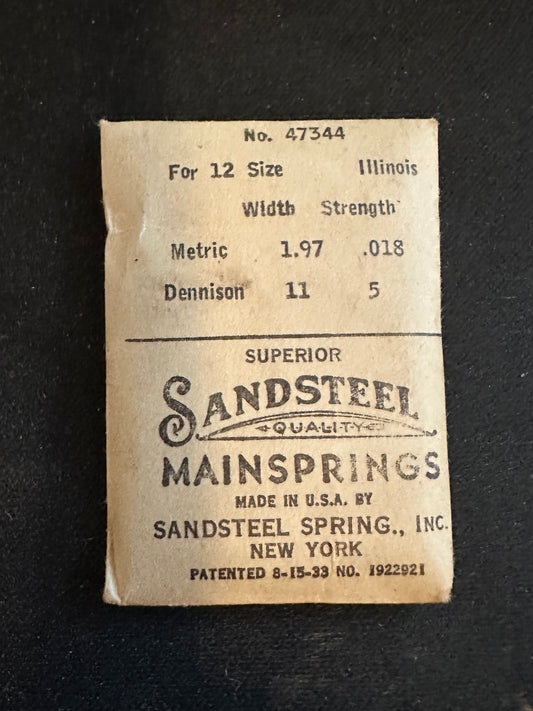 No. 47344
For 12 Size Illinois
Width Strength
Metric 1.97 .018
Dennison 11 5
SUPERIOR
SANDSTEEL
QUALITY
MAINSPRINGS
MADE IN U.S.A. BY
SANDSTEEL SPRING., INC.
NEW YORK
PATENTED 8-15-33 NO. 1922921